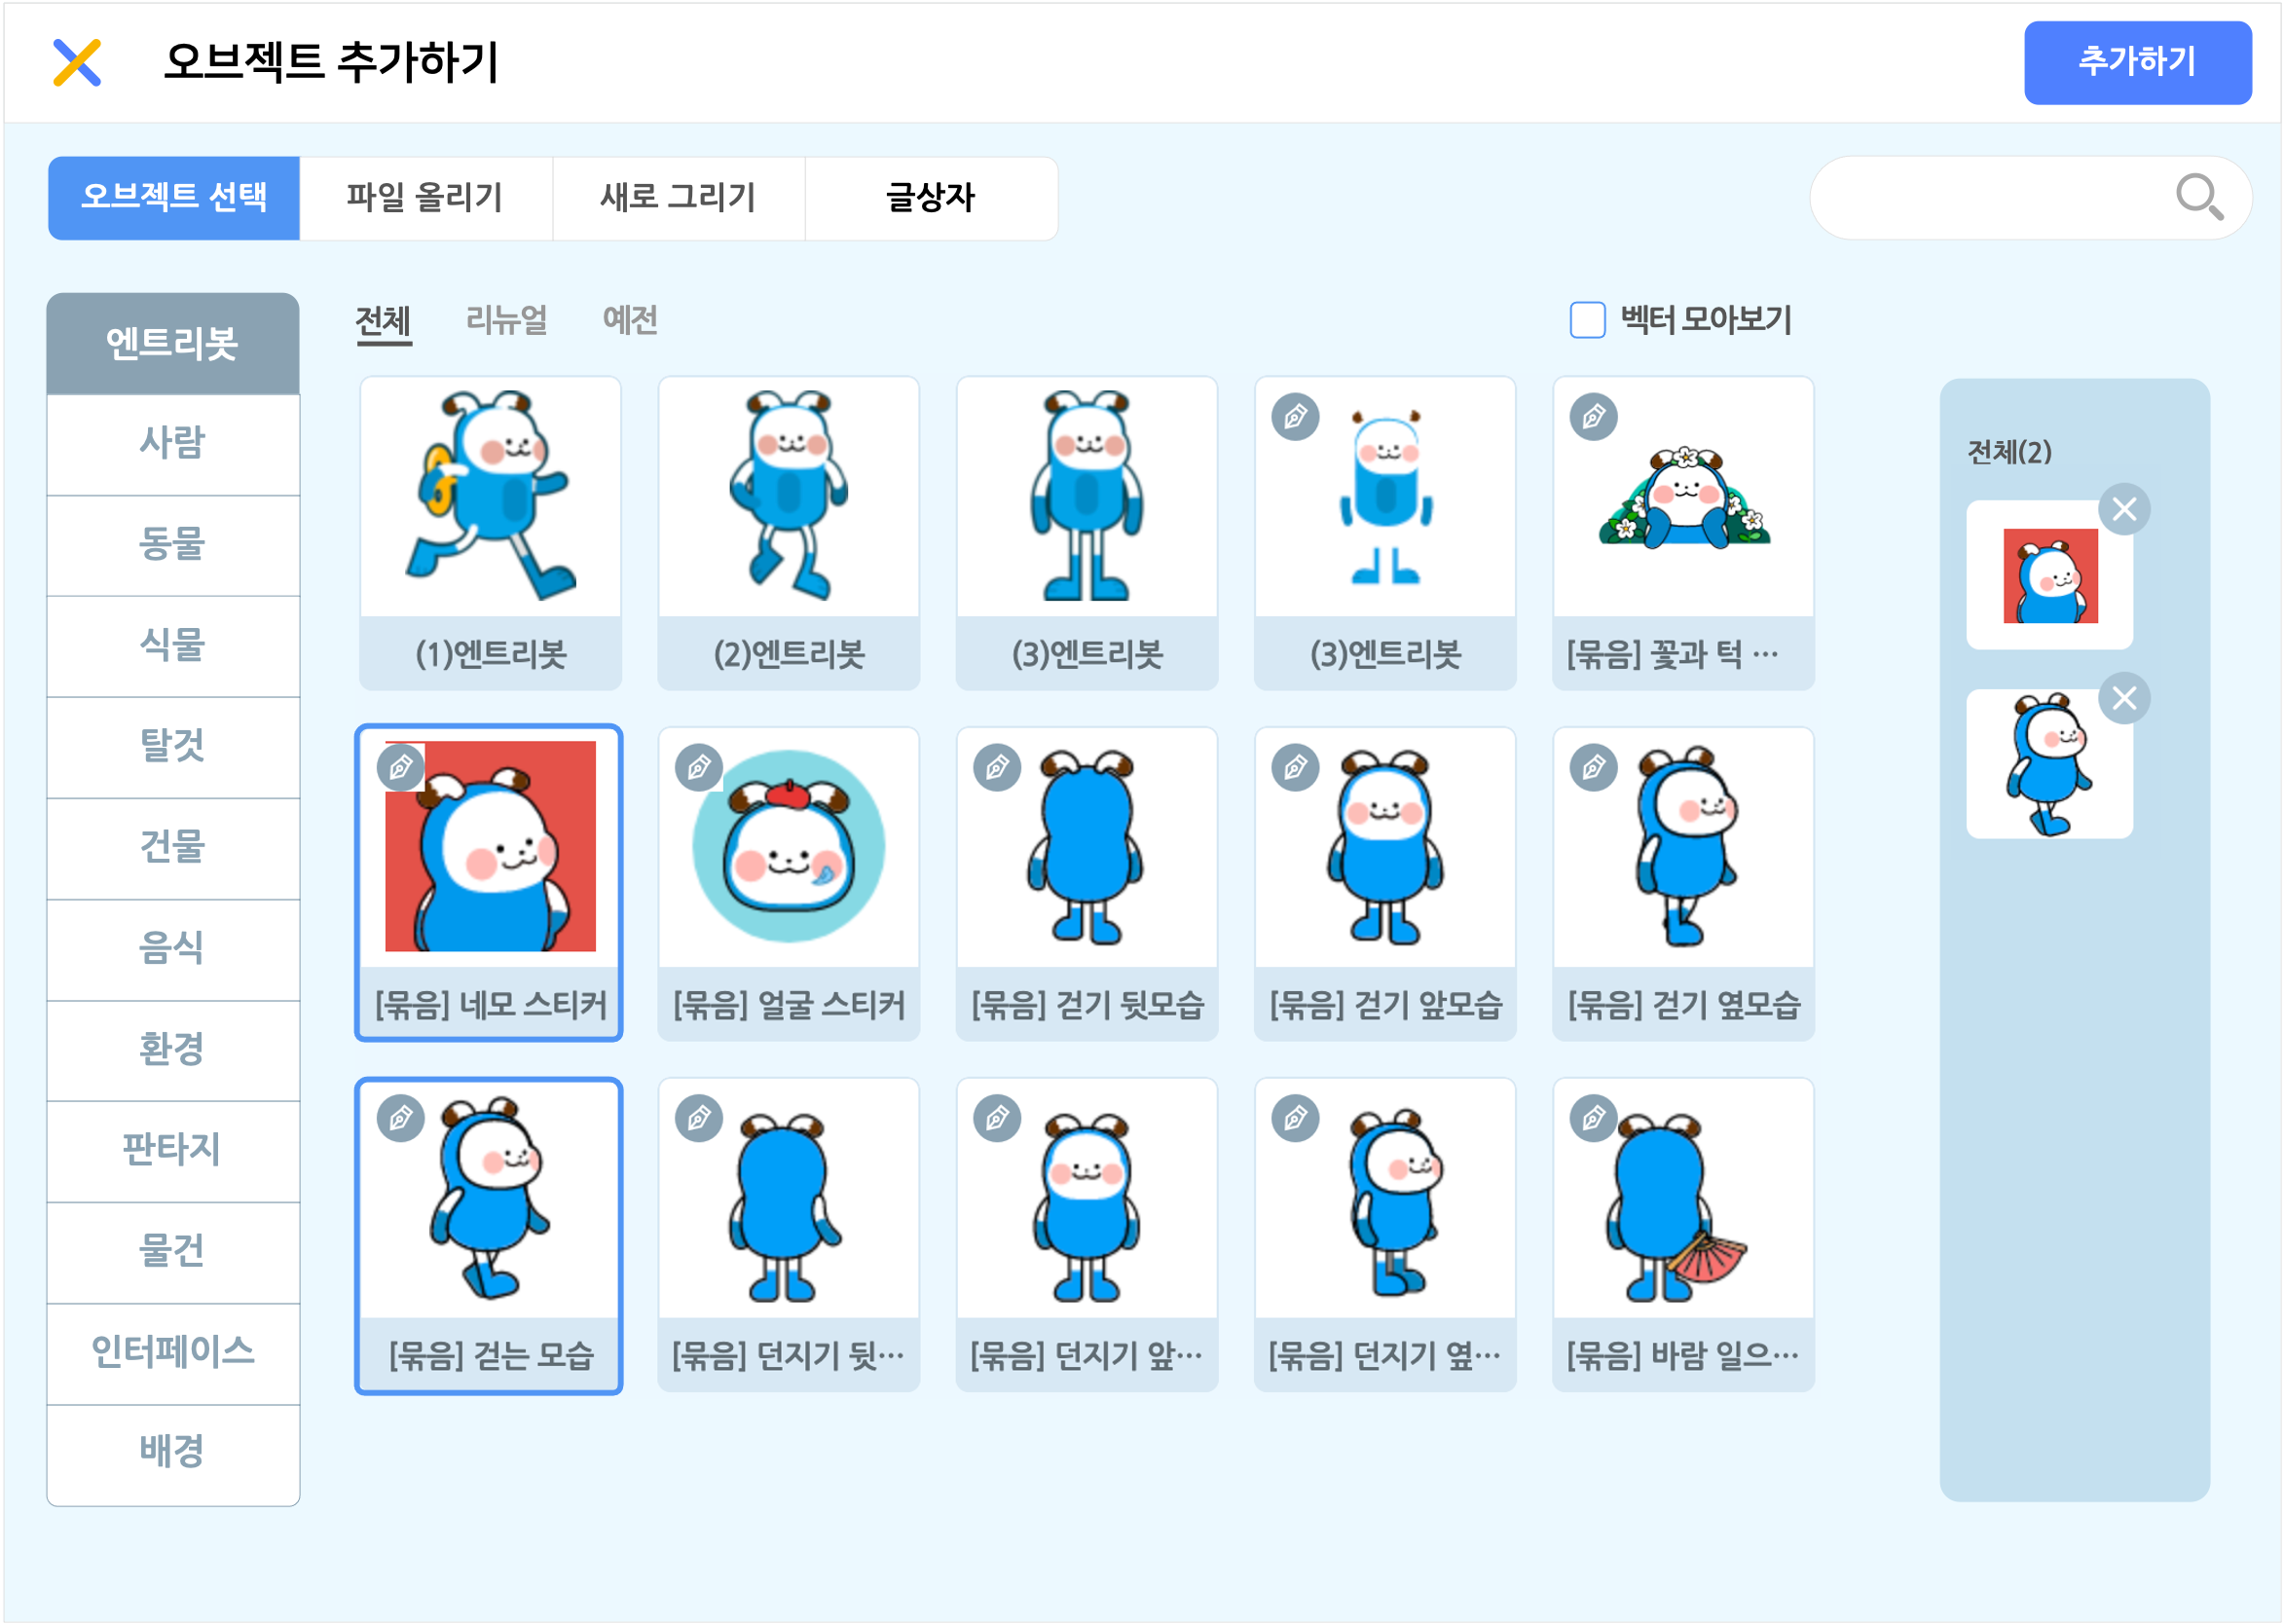 오브젝트 추가하기
추가하기
오브젝트 선택
파일 올리기
새로 그리기
글상자
엔트리봇
사람
동물
식물
탈것
건물
음식
환경
판타지
물건
인터페이스
배경
전체
리뉴얼
예전
벡터 모아보기
(1)엔트리봇
(2)엔트리봇
(3)엔트리봇
(3)엔트리봇
[묶음] 꽃과 턱 …
[묶음] 네모 스티커
[묶음] 얼굴 스티커
[묶음] 걷기 뒷모습
[묶음] 걷기 앞모습
[묶음] 걷기 옆모습
[묶음] 걷는 모습
[묶음] 던지기 뒷…
[묶음] 던지기 앞…
[묶음] 던지기 옆…
[묶음] 바람 일으…
전체(2)